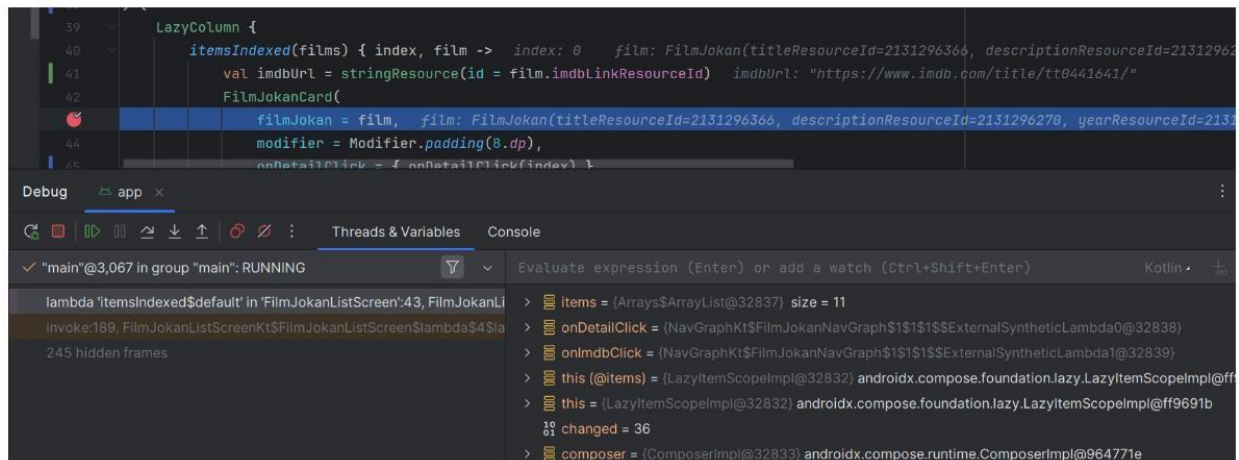 39 LazyColumn {
40 itemsIndexed(films) { index, film -> index: 0 film: FilmJokan(titleResourceId=2131296366, descriptionResourceId=21312962
41 val imdbUrl = stringResource(id = film.imdbLinkResourceId) imdbUrl: "https://www.imdb.com/title/tt0441641/"
42 FilmJokanCard(
filmJokan = film, film: FilmJokan(titleResourceId=2131296366, descriptionResourceId=2131296270, yearResourceId=2131
44 modifier = Modifier.padding(8.dp),
45 onDetailClick = { onDetailClick(index) }
Debug app
Threads & Variables Console
"main"@3,067 in group "main": RUNNING
Evaluate expression (Enter) or add a watch (Ctrl+Shift+Enter) Kotlin
lambda 'itemsIndexed$default' in 'FilmJokanListScreen':43, FilmJokanLi
invoke:189, FilmJokanListScreenKt$FilmJokanListScreen$lambda$4$la
245 hidden frames
items = {Arrays$ArrayList@32837} size = 11
onDetailClick = {NavGraphKt$FilmJokanNavGraph$1$1$1$$ExternalSyntheticLambda0@32838}
onImdbClick = {NavGraphKt$FilmJokanNavGraph$1$1$1$$ExternalSyntheticLambda1@32839}
this (@items) = {LazyItemScopeImpl@32832} androidx.compose.foundation.lazy.LazyItemScopeImpl@ff9
this = {LazyItemScopeImpl@32832} androidx.compose.foundation.lazy.LazyItemScopeImpl@ff9691b
changed = 36
composer = {ComposerImpl@32833} androidx.compose.runtime.ComposerImpl@964771e